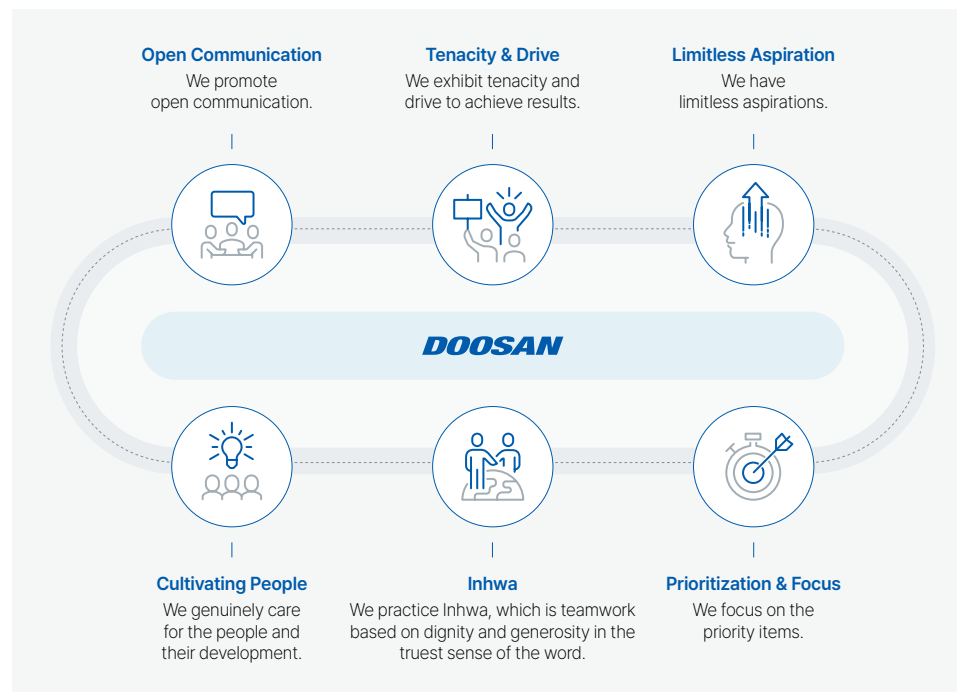 Open Communication
We promote
open communication.
Tenacity & Drive
We exhibit tenacity and
drive to achieve results.
Limitless Aspiration
We have
limitless aspirations.
DOOSAN
Cultivating People
We genuinely care
for the people and
their development.
Inhwa
We practice Inhwa, which is teamwork
based on dignity and generosity in the
truest sense of the word.
Prioritization & Focus
We focus on the
priority items.